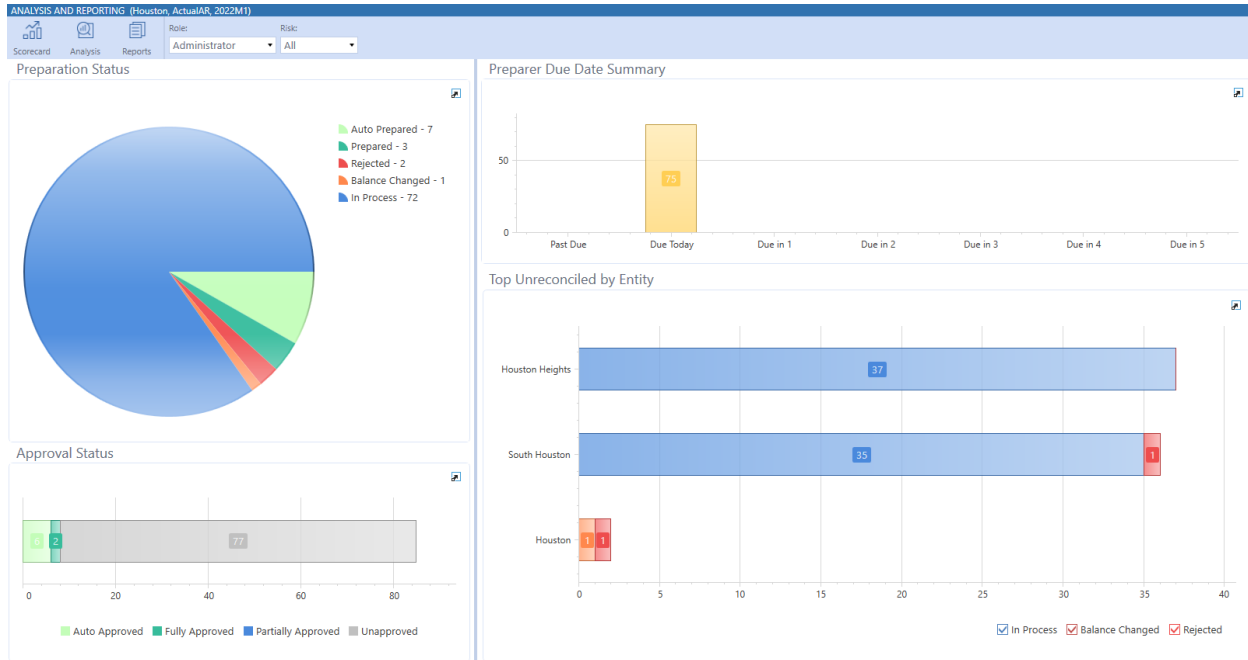 ANALYSIS AND REPORTING (Houston, ActualAR, 2022M1)
Scorecard
Analysis
Reports
Role:
Administrator
Risk:
All
Preparation Status
Auto Prepared - 7
Prepared - 3
Rejected - 2
Balance Changed - 1
In Process - 72
Approval Status
6 2 77
0 20 40 60 80
Auto Approved Fully Approved Partially Approved Unapproved
Preparer Due Date Summary
50
75
0
Past Due Due Today Due in 1 Due in 2 Due in 3 Due in 4 Due in 5
Top Unreconciled by Entity
Houston Heights 37
South Houston 35 1
Houston 1 1
0 5 10 15 20 25 30 35 40
In Process Balance Changed Rejected